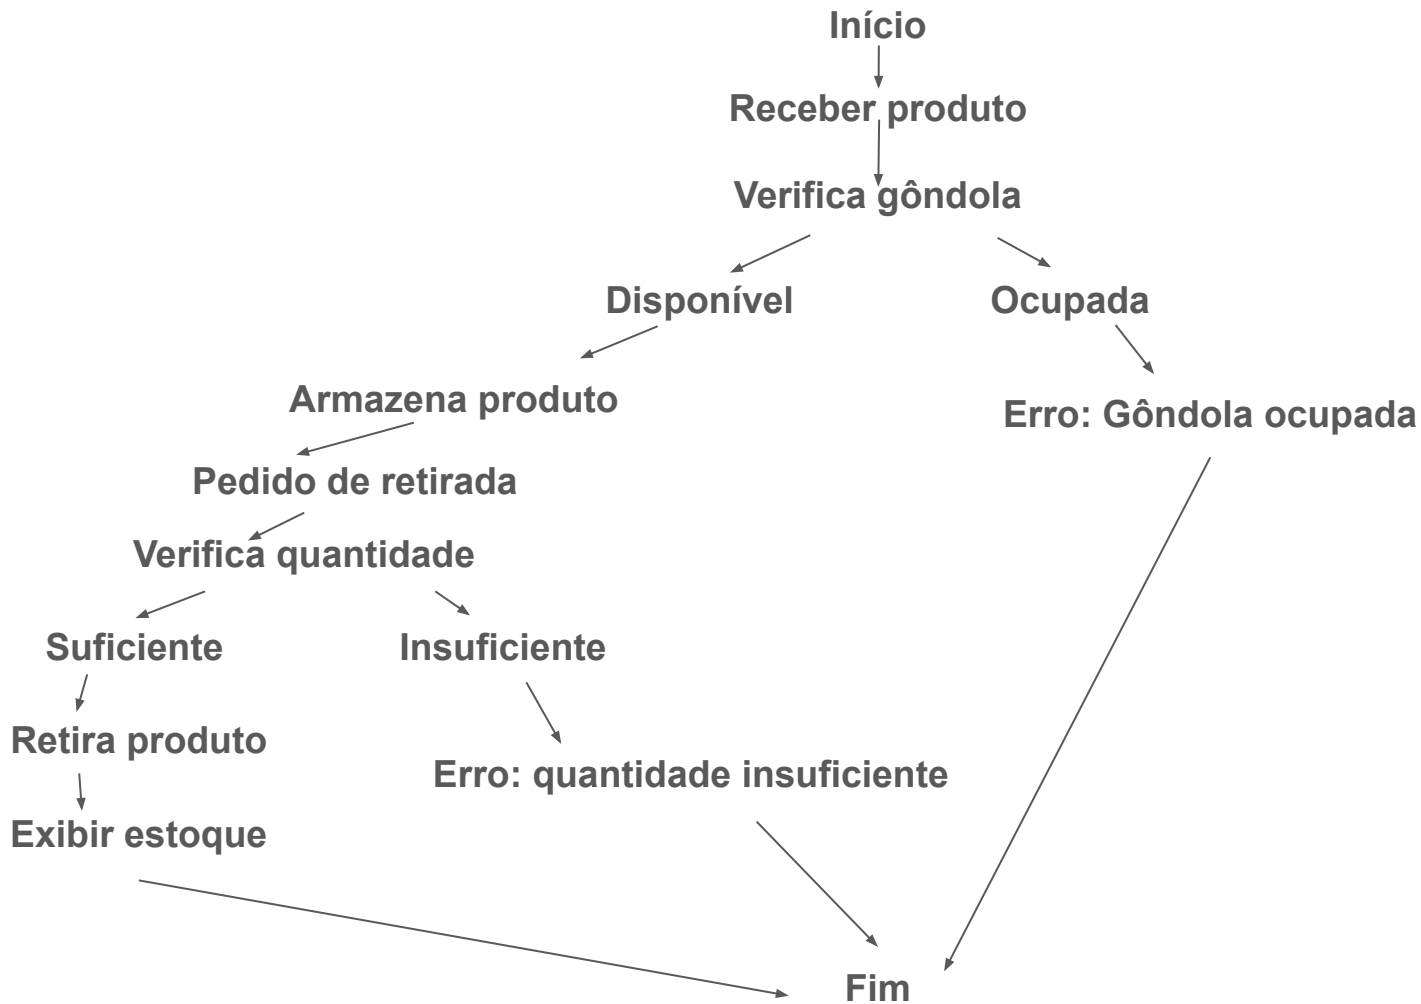 Início
Receber produto
Verifica gôndola
Disponível
Ocupada
Armazena produto
Erro: Gôndola ocupada
Pedido de retirada
Verifica quantidade
Suficiente
Insuficiente
Retira produto
Erro: quantidade insuficiente
Exibir estoque
Fim